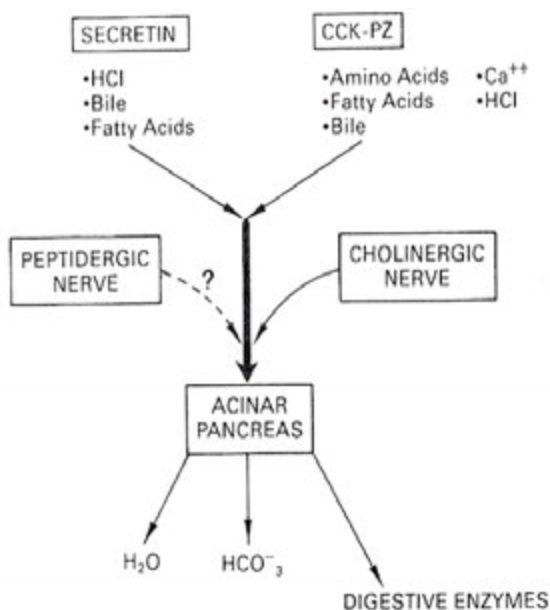 SECRETIN
•HCl
•Bile
•Fatty Acids
CCK-PZ
•Amino Acids •Ca⁺⁺
•Fatty Acids •HCl
•Bile
PEPTIDERGIC
NERVE
?
CHOLINERGIC
NERVE
ACINAR
PANCREAS
H₂O
HCO⁻₃
DIGESTIVE ENZYMES